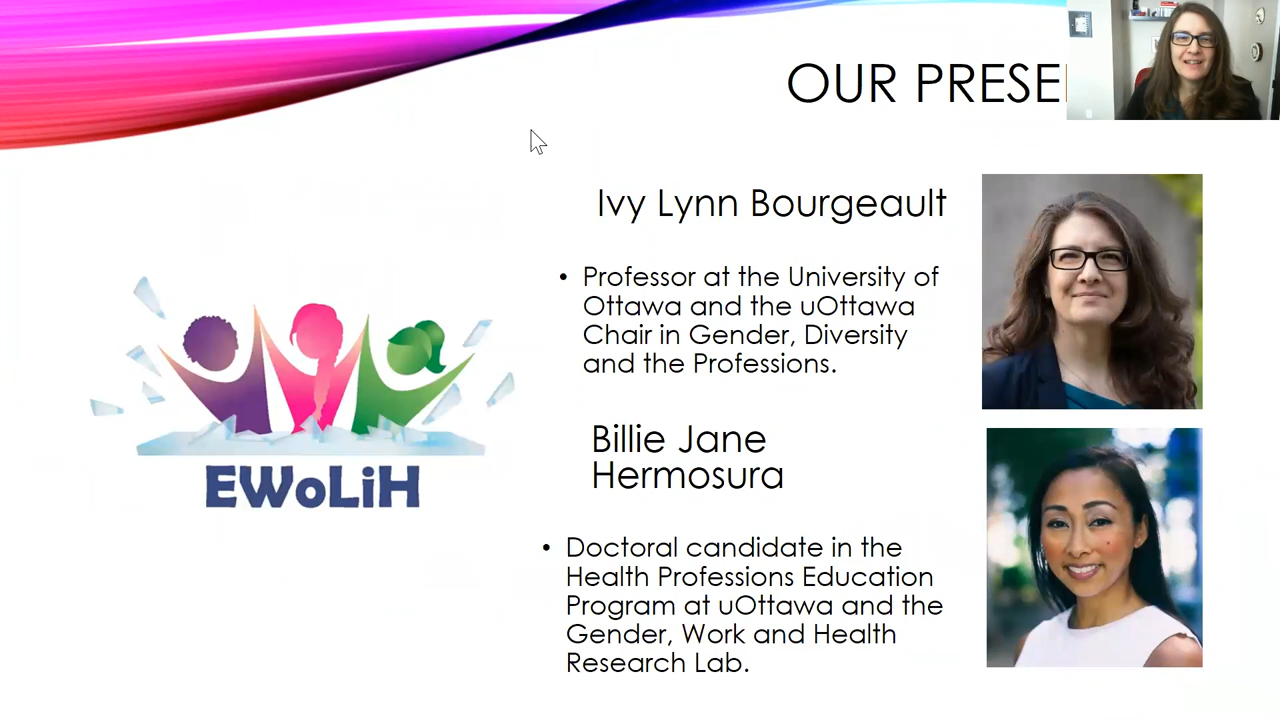 OUR PRESE
Ivy Lynn Bourgeault
• Professor at the University of
Ottawa and the uOttawa
Chair in Gender, Diversity
and the Professions.
Billie Jane
Hermosura
• Doctoral candidate in the
Health Professions Education
Program at uOttawa and the
Gender, Work and Health
Research Lab.
EWoLiH